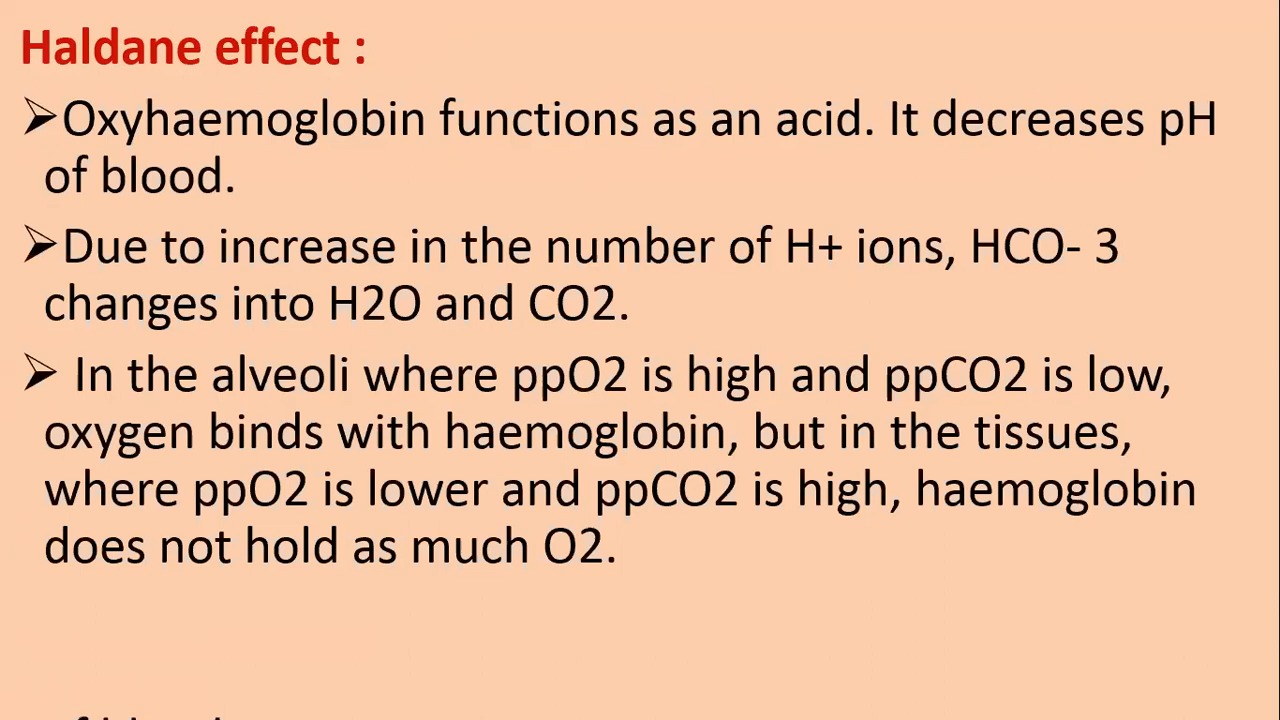 Haldane effect :
➢Oxyhaemoglobin functions as an acid. It decreases pH
of blood.
➢Due to increase in the number of H+ ions, HCO- 3
changes into H2O and CO2.
➢ In the alveoli where ppO2 is high and ppCO2 is low,
oxygen binds with haemoglobin, but in the tissues,
where ppO2 is lower and ppCO2 is high, haemoglobin
does not hold as much O2.